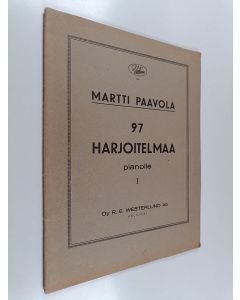 MARTTI PAAVOLA
97
HARJOITELMAA
pianolle
I
Oy R. E. WESTERLUND AB
HELSINKI